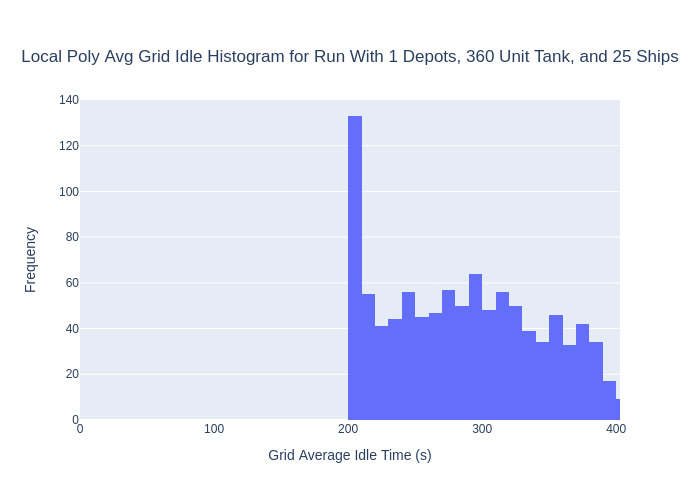 Local Poly Avg Grid Idle Histogram for Run With 1 Depots, 360 Unit Tank, and 25 Ships
140
120
100
80
60
40
20
0
Frequency
0 100 200 300 400
Grid Average Idle Time (s)